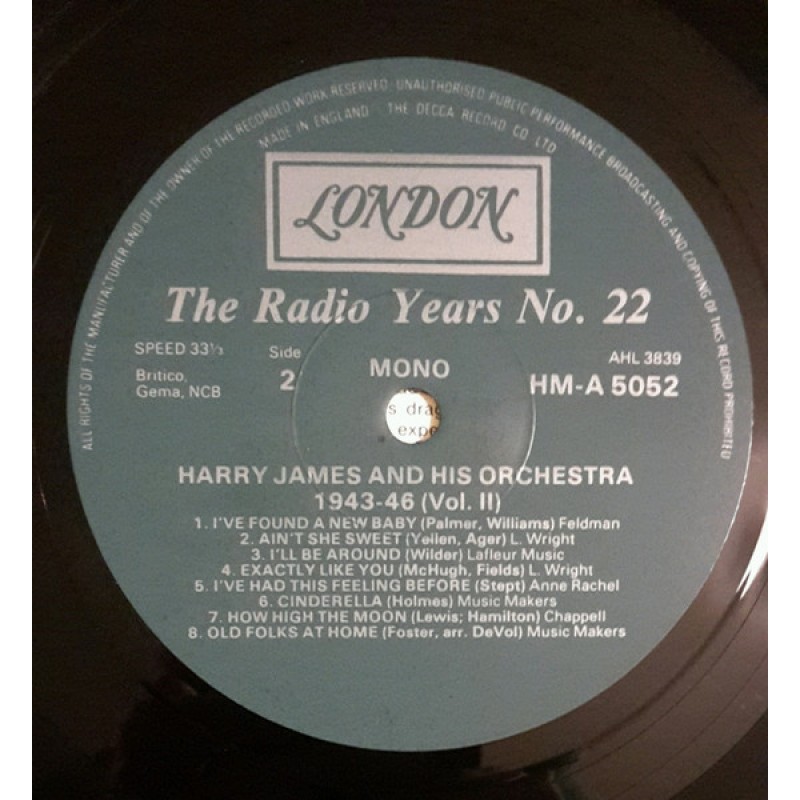 ALL RIGHTS OF THE MANUFACTURER AND OF THE OWNER OF THE RECORDED WORK RESERVED. UNAUTHORISED PUBLIC PERFORMANCE BROADCASTING AND COPYING OF THIS RECORD PROHIBITED
MADE IN ENGLAND · THE DECCA RECORD CO LTD
LONDON
The Radio Years No. 22
SPEED 33⅓ Side 2 MONO AHL 3839
Britico, HM-A 5052
Gema, NCB
s drag
expe
HARRY JAMES AND HIS ORCHESTRA
1943-46 (Vol. II)
1. I'VE FOUND A NEW BABY (Palmer, Williams) Feldman
2. AIN'T SHE SWEET (Yellen, Ager) L. Wright
3. I'LL BE AROUND (Wilder) Lafleur Music
4. EXACTLY LIKE YOU (McHugh, Fields) L. Wright
5. I'VE HAD THIS FEELING BEFORE (Stept) Anne Rachel
6. CINDERELLA (Holmes) Music Makers
7. HOW HIGH THE MOON (Lewis; Hamilton) Chappell
8. OLD FOLKS AT HOME (Foster, arr. DeVol) Music Makers